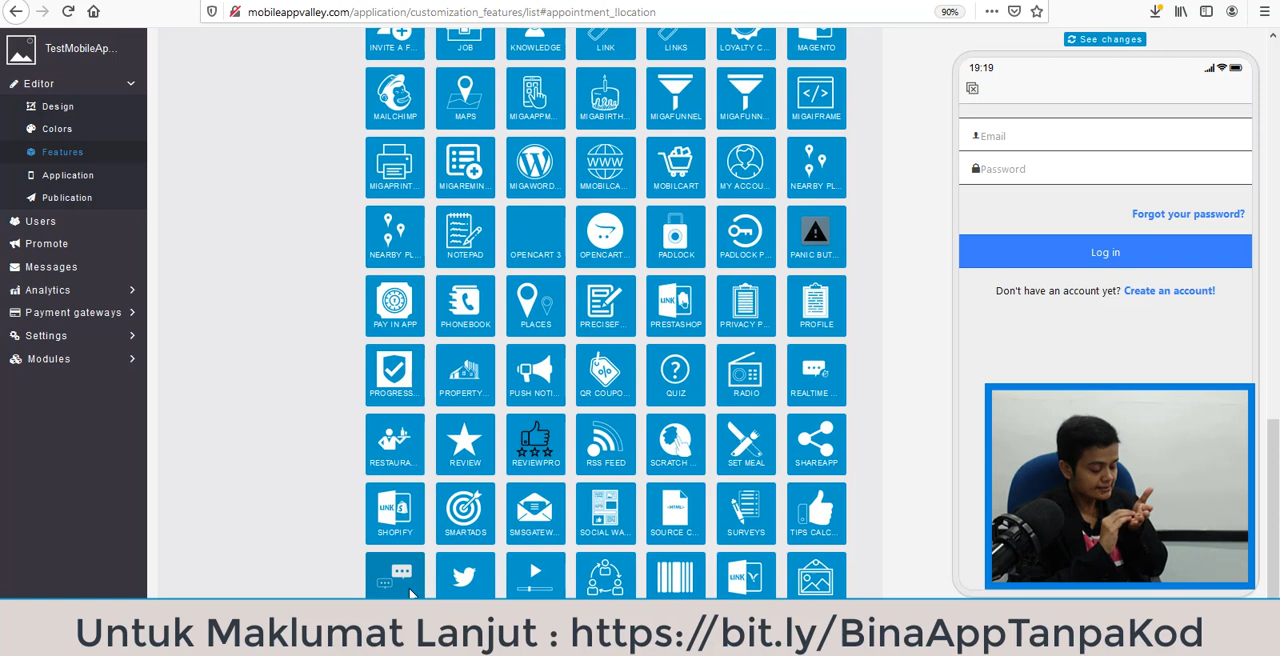 mobileappvalley.com/application/customization_features/list#appointment_llocation
90%
TestMobileAp...
Editor
Design
Colors
Features
Application
Publication
Users
Promote
Messages
Analytics
Payment gateways
Settings
Modules
INVITE A F... JOB KNOWLEDGE LINK LINKS LOYALTY C... MAGENTO
MAILCHIMP MAPS MIGAAPPM... MIGABIRTH... MIGAFUNNEL MIGAFUNN... MIGAIFRAME
MIGAPRINT... MIGAREMIN... MIGAWORD... MMOBILCA... MOBILCART MY ACCOU... NEARBY PL...
NEARBY PL... NOTEPAD OPENCART 3 OPENCART... PADLOCK PADLOCK P... PANIC BUT...
PAY IN APP PHONEBOOK PLACES PRECISEF... PRESTASHOP PRIVACY P... PROFILE
PROGRESS... PROPERTY... PUSH NOTI... QR COUPO... QUIZ RADIO REALTIME ...
RESTAURA... REVIEW REVIEWPRO RSS FEED SCRATCH ... SET MEAL SHAREAPP
SHOPIFY SMARTADS SMSGATEW... SOCIAL WA... SOURCE C... SURVEYS TIPS CALC...
See changes
19:19
Email
Password
Forgot your password?
Log in
Don't have an account yet? Create an account!
Untuk Maklumat Lanjut : https://bit.ly/BinaAppTanpaKod